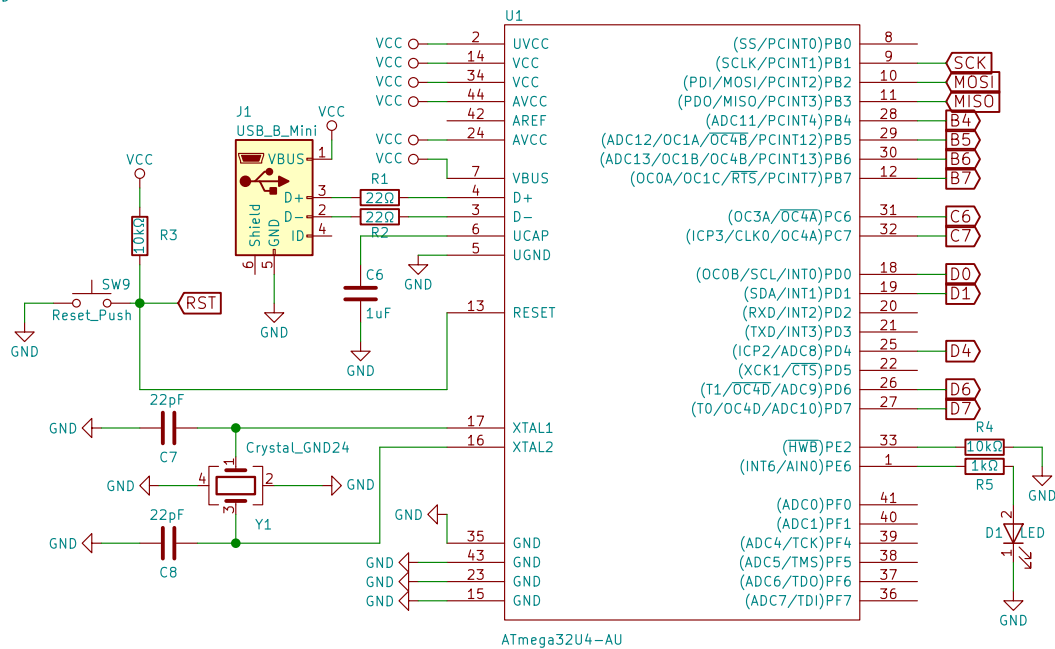 U1
VCC 2 UVCC
VCC 14 VCC
VCC 34 VCC
VCC 44 AVCC
42 AREF
VCC 24 AVCC
VCC 7 VBUS
4 D+
3 D-
6 UCAP
5 UGND
GND
13 RESET
17 XTAL1
16 XTAL2
GND 35 GND
GND 43 GND
GND 23 GND
GND 15 GND
(SS/PCINT0)PB0 8
(SCLK/PCINT1)PB1 9 SCK
(PDI/MOSI/PCINT2)PB2 10 MOSI
(PDO/MISO/PCINT3)PB3 11 MISO
(ADC11/PCINT4)PB4 28 B4
(ADC12/OC1A/OC4B/PCINT12)PB5 29 B5
(ADC13/OC1B/OC4B/PCINT13)PB6 30 B6
(OC0A/OC1C/RTS/PCINT7)PB7 12 B7
(OC3A/OC4A)PC6 31 C6
(ICP3/CLK0/OC4A)PC7 32 C7
(OC0B/SCL/INT0)PD0 18 D0
(SDA/INT1)PD1 19 D1
(RXD/INT2)PD2 20
(TXD/INT3)PD3 21
(ICP2/ADC8)PD4 25 D4
(XCK1/CTS)PD5 22
(T1/OC4D/ADC9)PD6 26 D6
(T0/OC4D/ADC10)PD7 27 D7
(HWB)PE2 33
(INT6/AIN0)PE6 1
(ADC0)PF0 41
(ADC1)PF1 40
(ADC4/TCK)PF4 39
(ADC5/TMS)PF5 38
(ADC6/TDO)PF6 37
(ADC7/TDI)PF7 36
ATmega32U4-AU
J1
USB_B_Mini
VCC
VBUS 1
D+ 3
D- 2
ID 4
Shield
GND
6
5
GND
R1
22Ω
22Ω
R2
C6
1uF
GND
VCC
10kΩ
R3
SW9
Reset_Push
RST
GND
22pF
GND
C7
Crystal_GND24
1
GND 4 2 GND
3
Y1
22pF
GND
C8
R4
10kΩ
1kΩ
R5
GND
2
D1 LED
1
GND